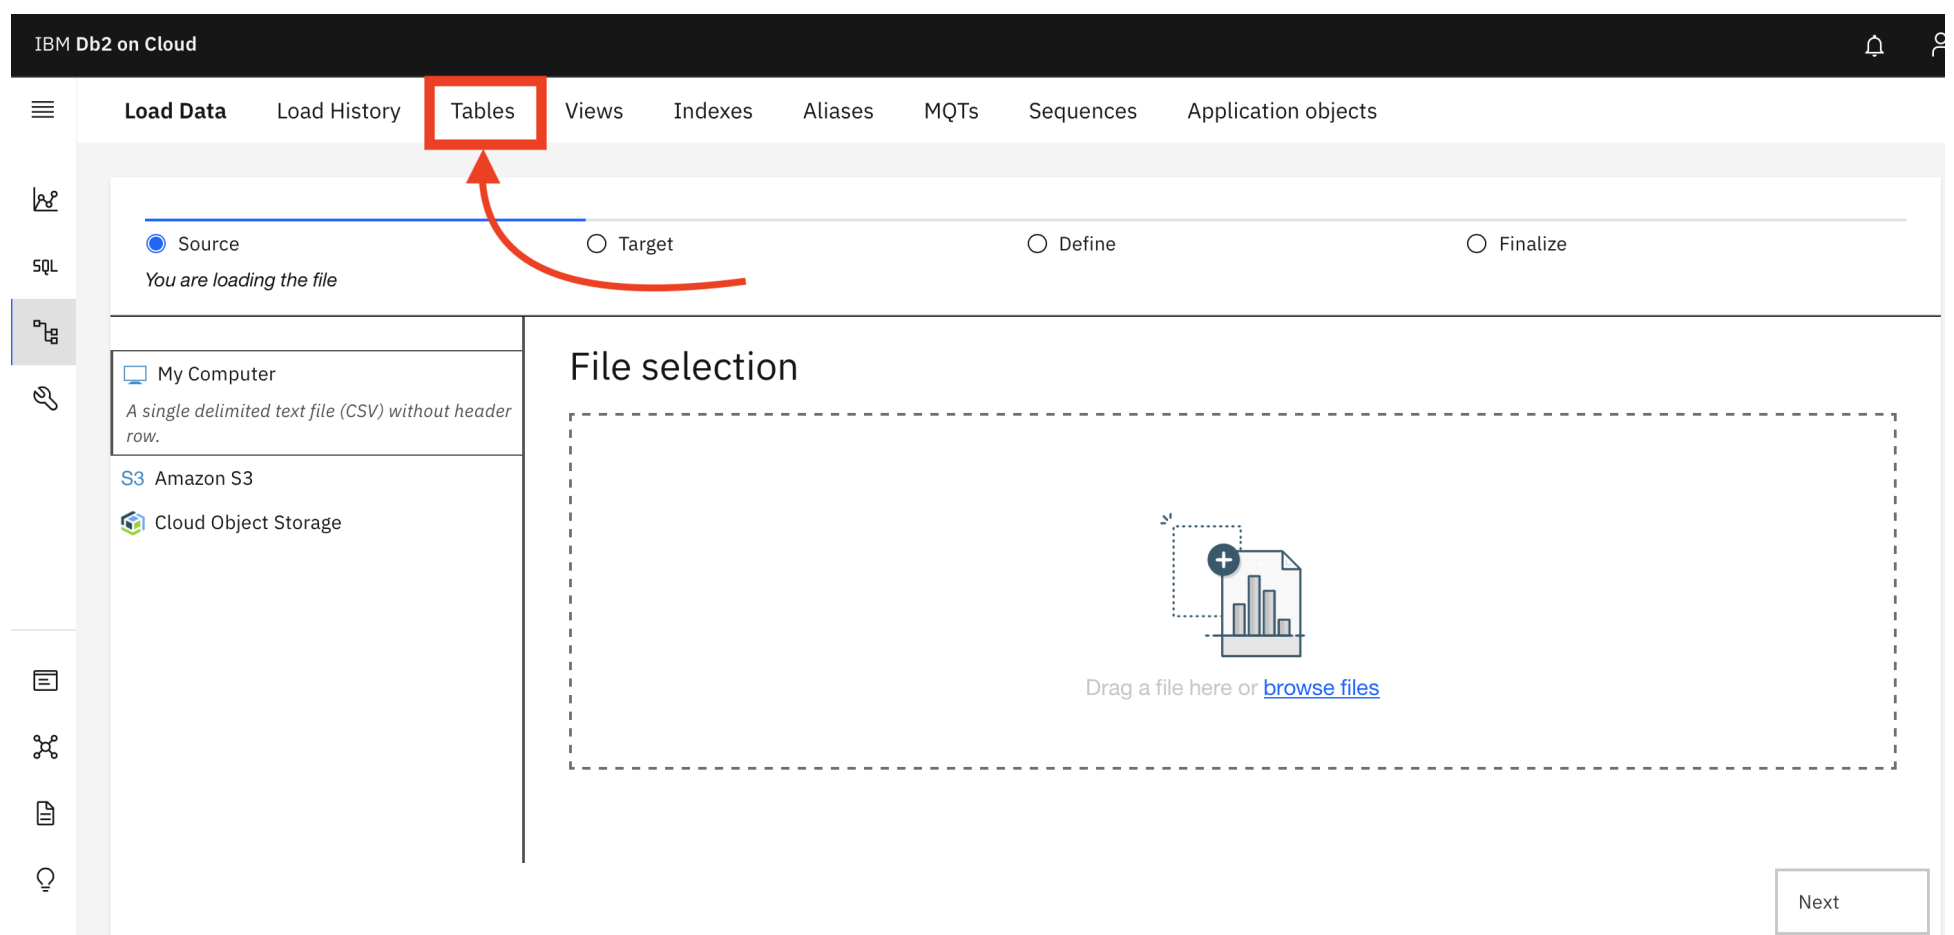 IBM Db2 on Cloud
Load Data Load History Tables Views Indexes Aliases MQTs Sequences Application objects
SQL
Source Target Define Finalize
You are loading the file
My Computer
A single delimited text file (CSV) without header
row.
S3 Amazon S3
Cloud Object Storage
File selection
Drag a file here or browse files
Next